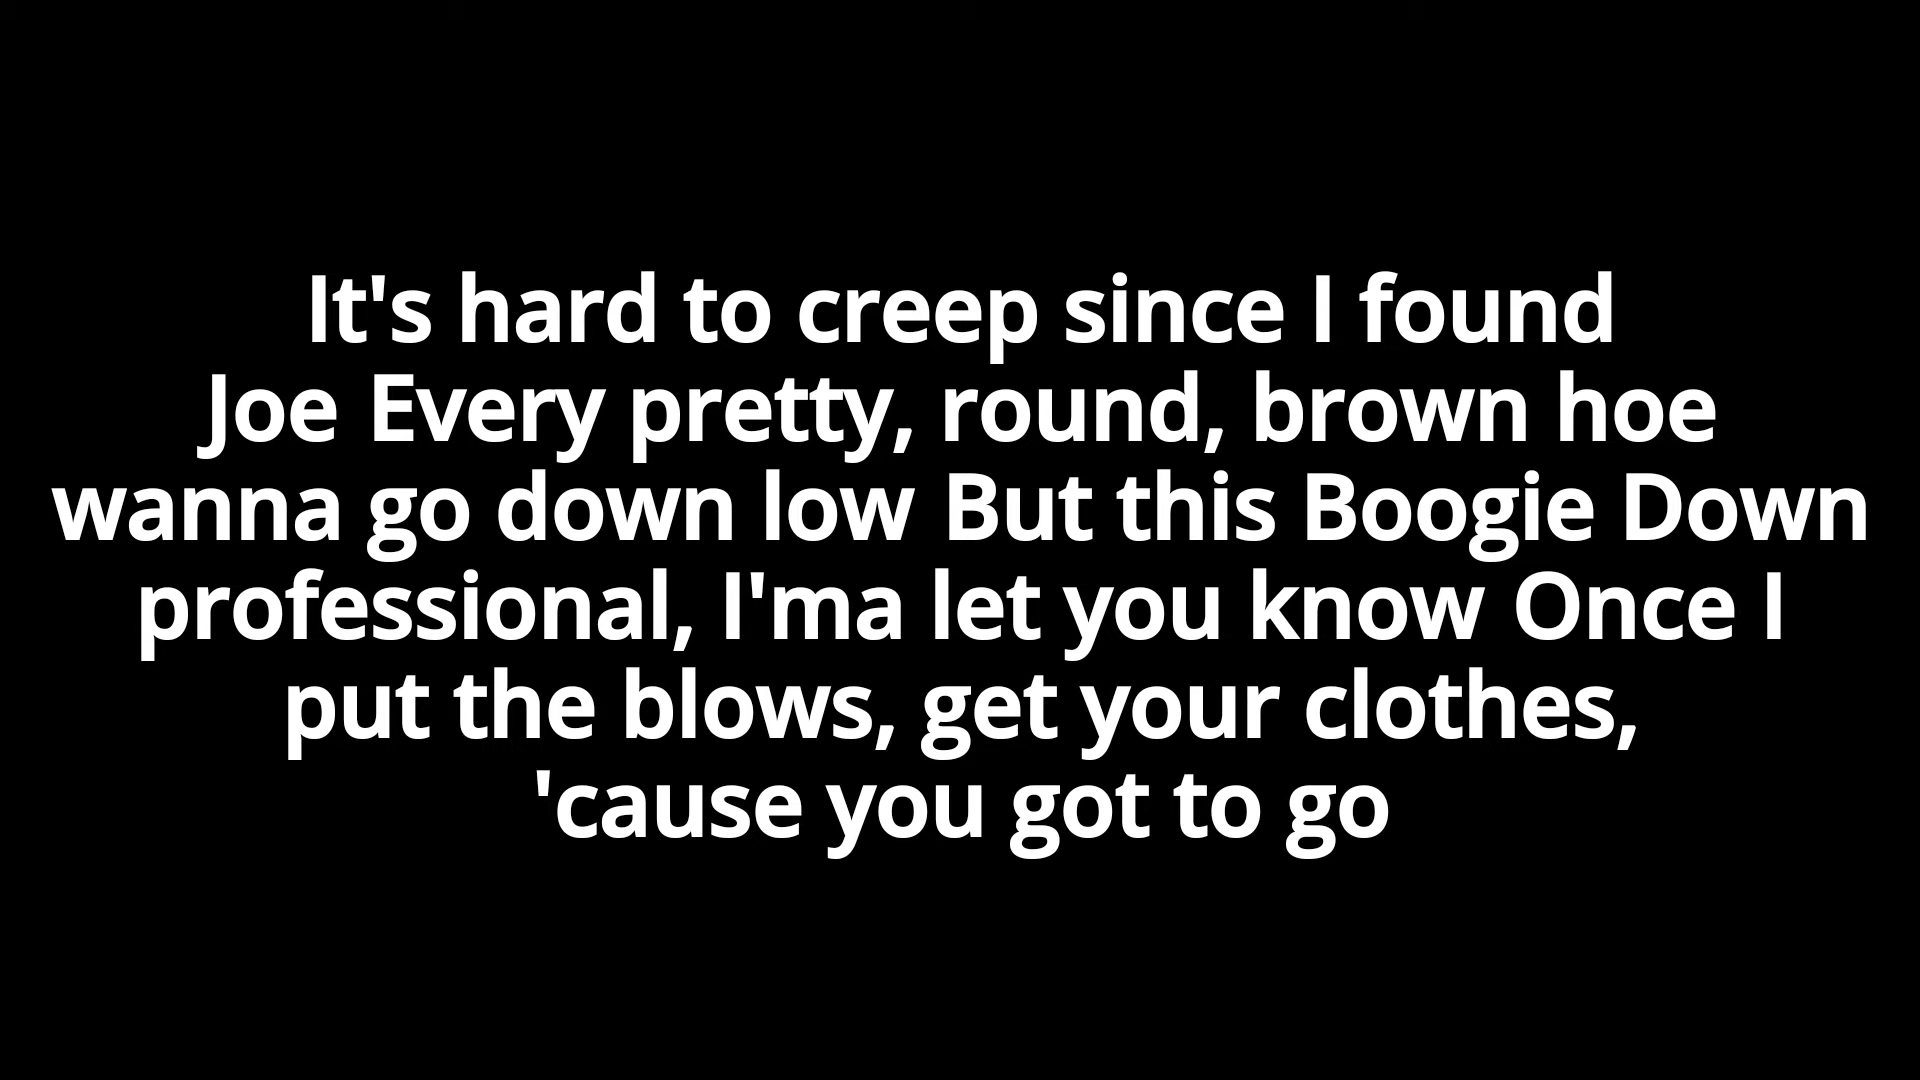 It's hard to creep since I found
Joe Every pretty, round, brown hoe
wanna go down low But this Boogie Down
professional, I'ma let you know Once I
put the blows, get your clothes,
'cause you got to go